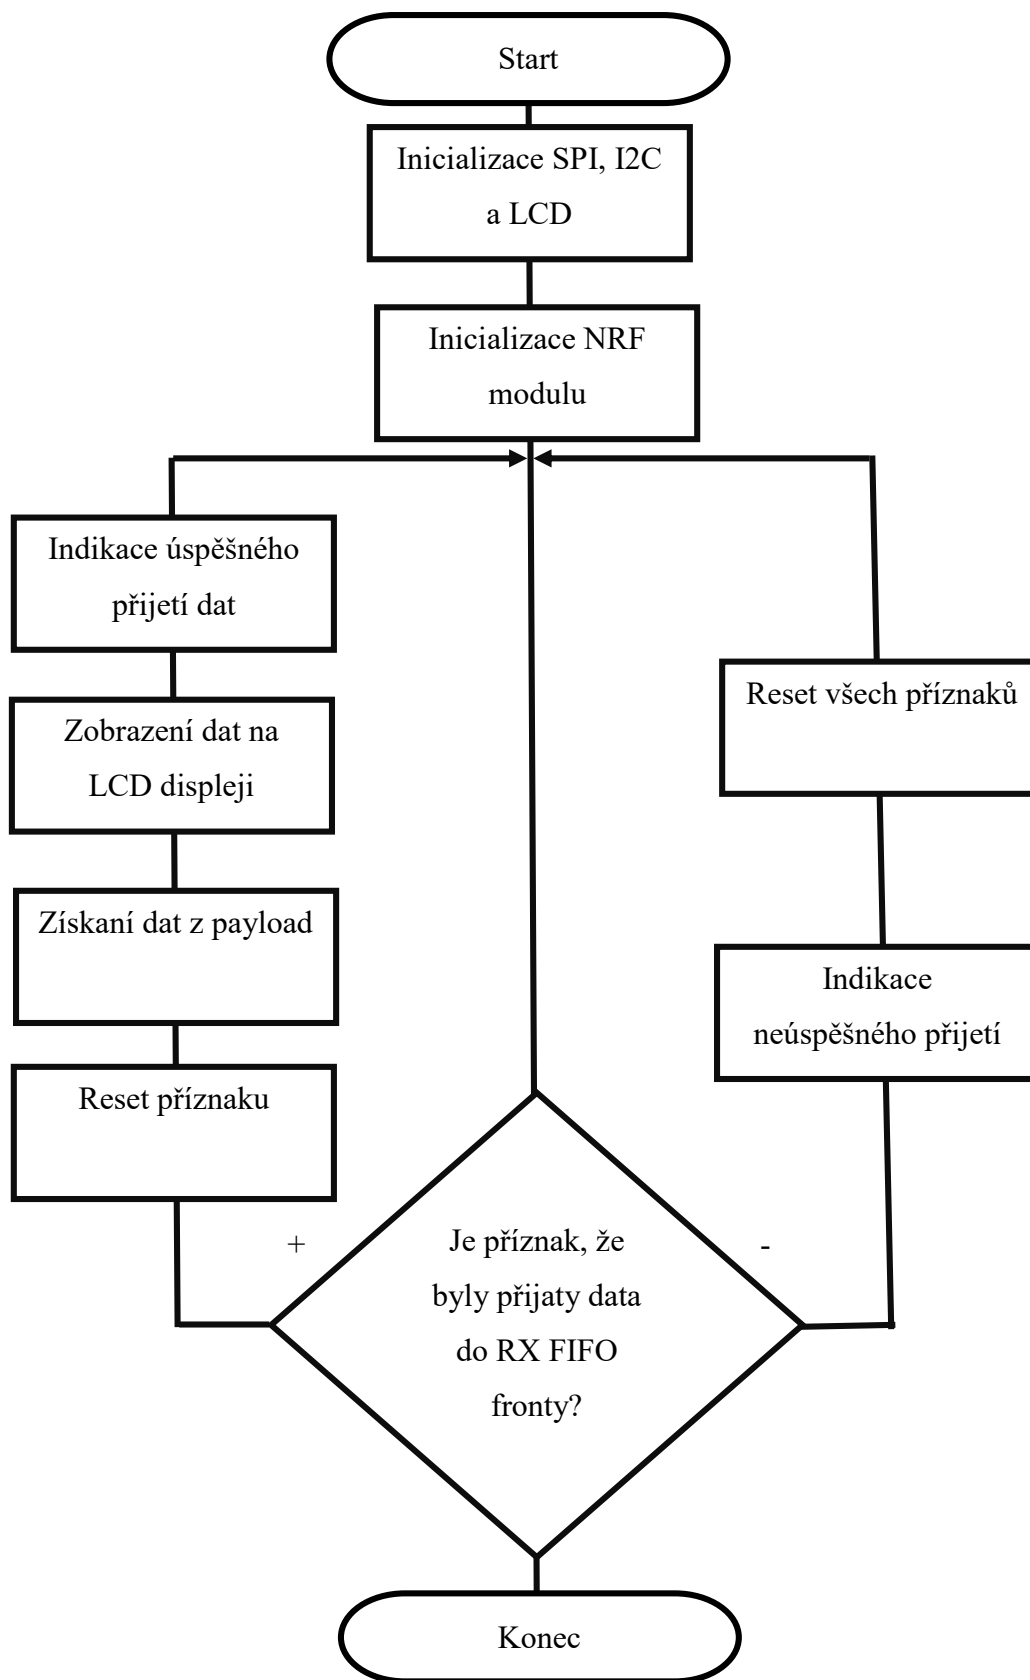 Start
Inicializace SPI, I2C
a LCD
Inicializace NRF
modulu
Indikace úspěšného
přijetí dat
Zobrazení dat na
LCD displeji
Získaní dat z payload
Reset příznaku
Reset všech příznaků
Indikace
neúspěšného přijetí
+
-
Je příznak, že
byly přijaty data
do RX FIFO
fronty?
Konec